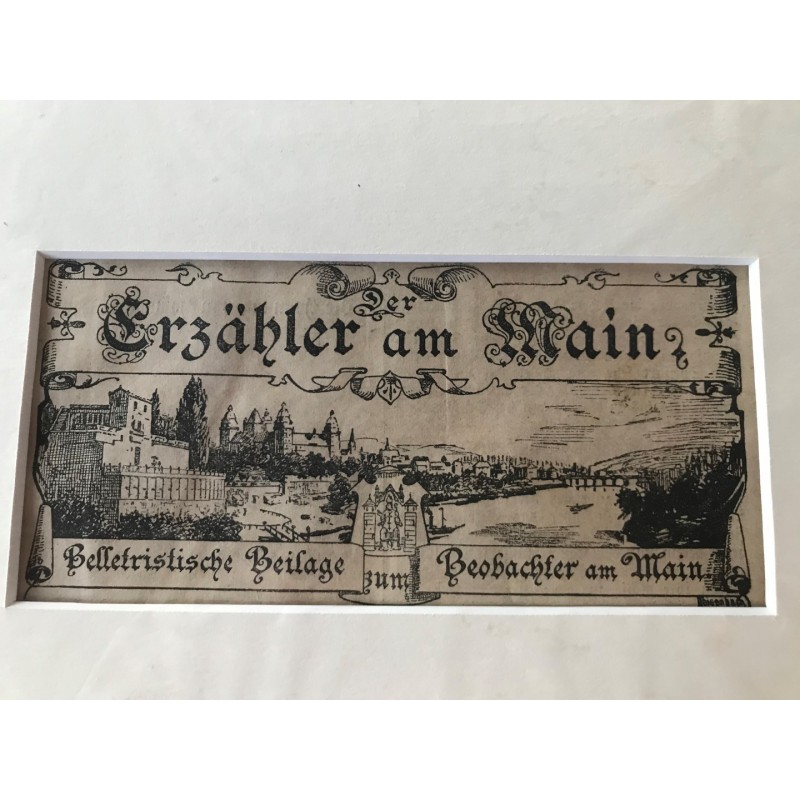 Der
Erzähler am Main.
Belletristische Beilage zum Beobachter am Main